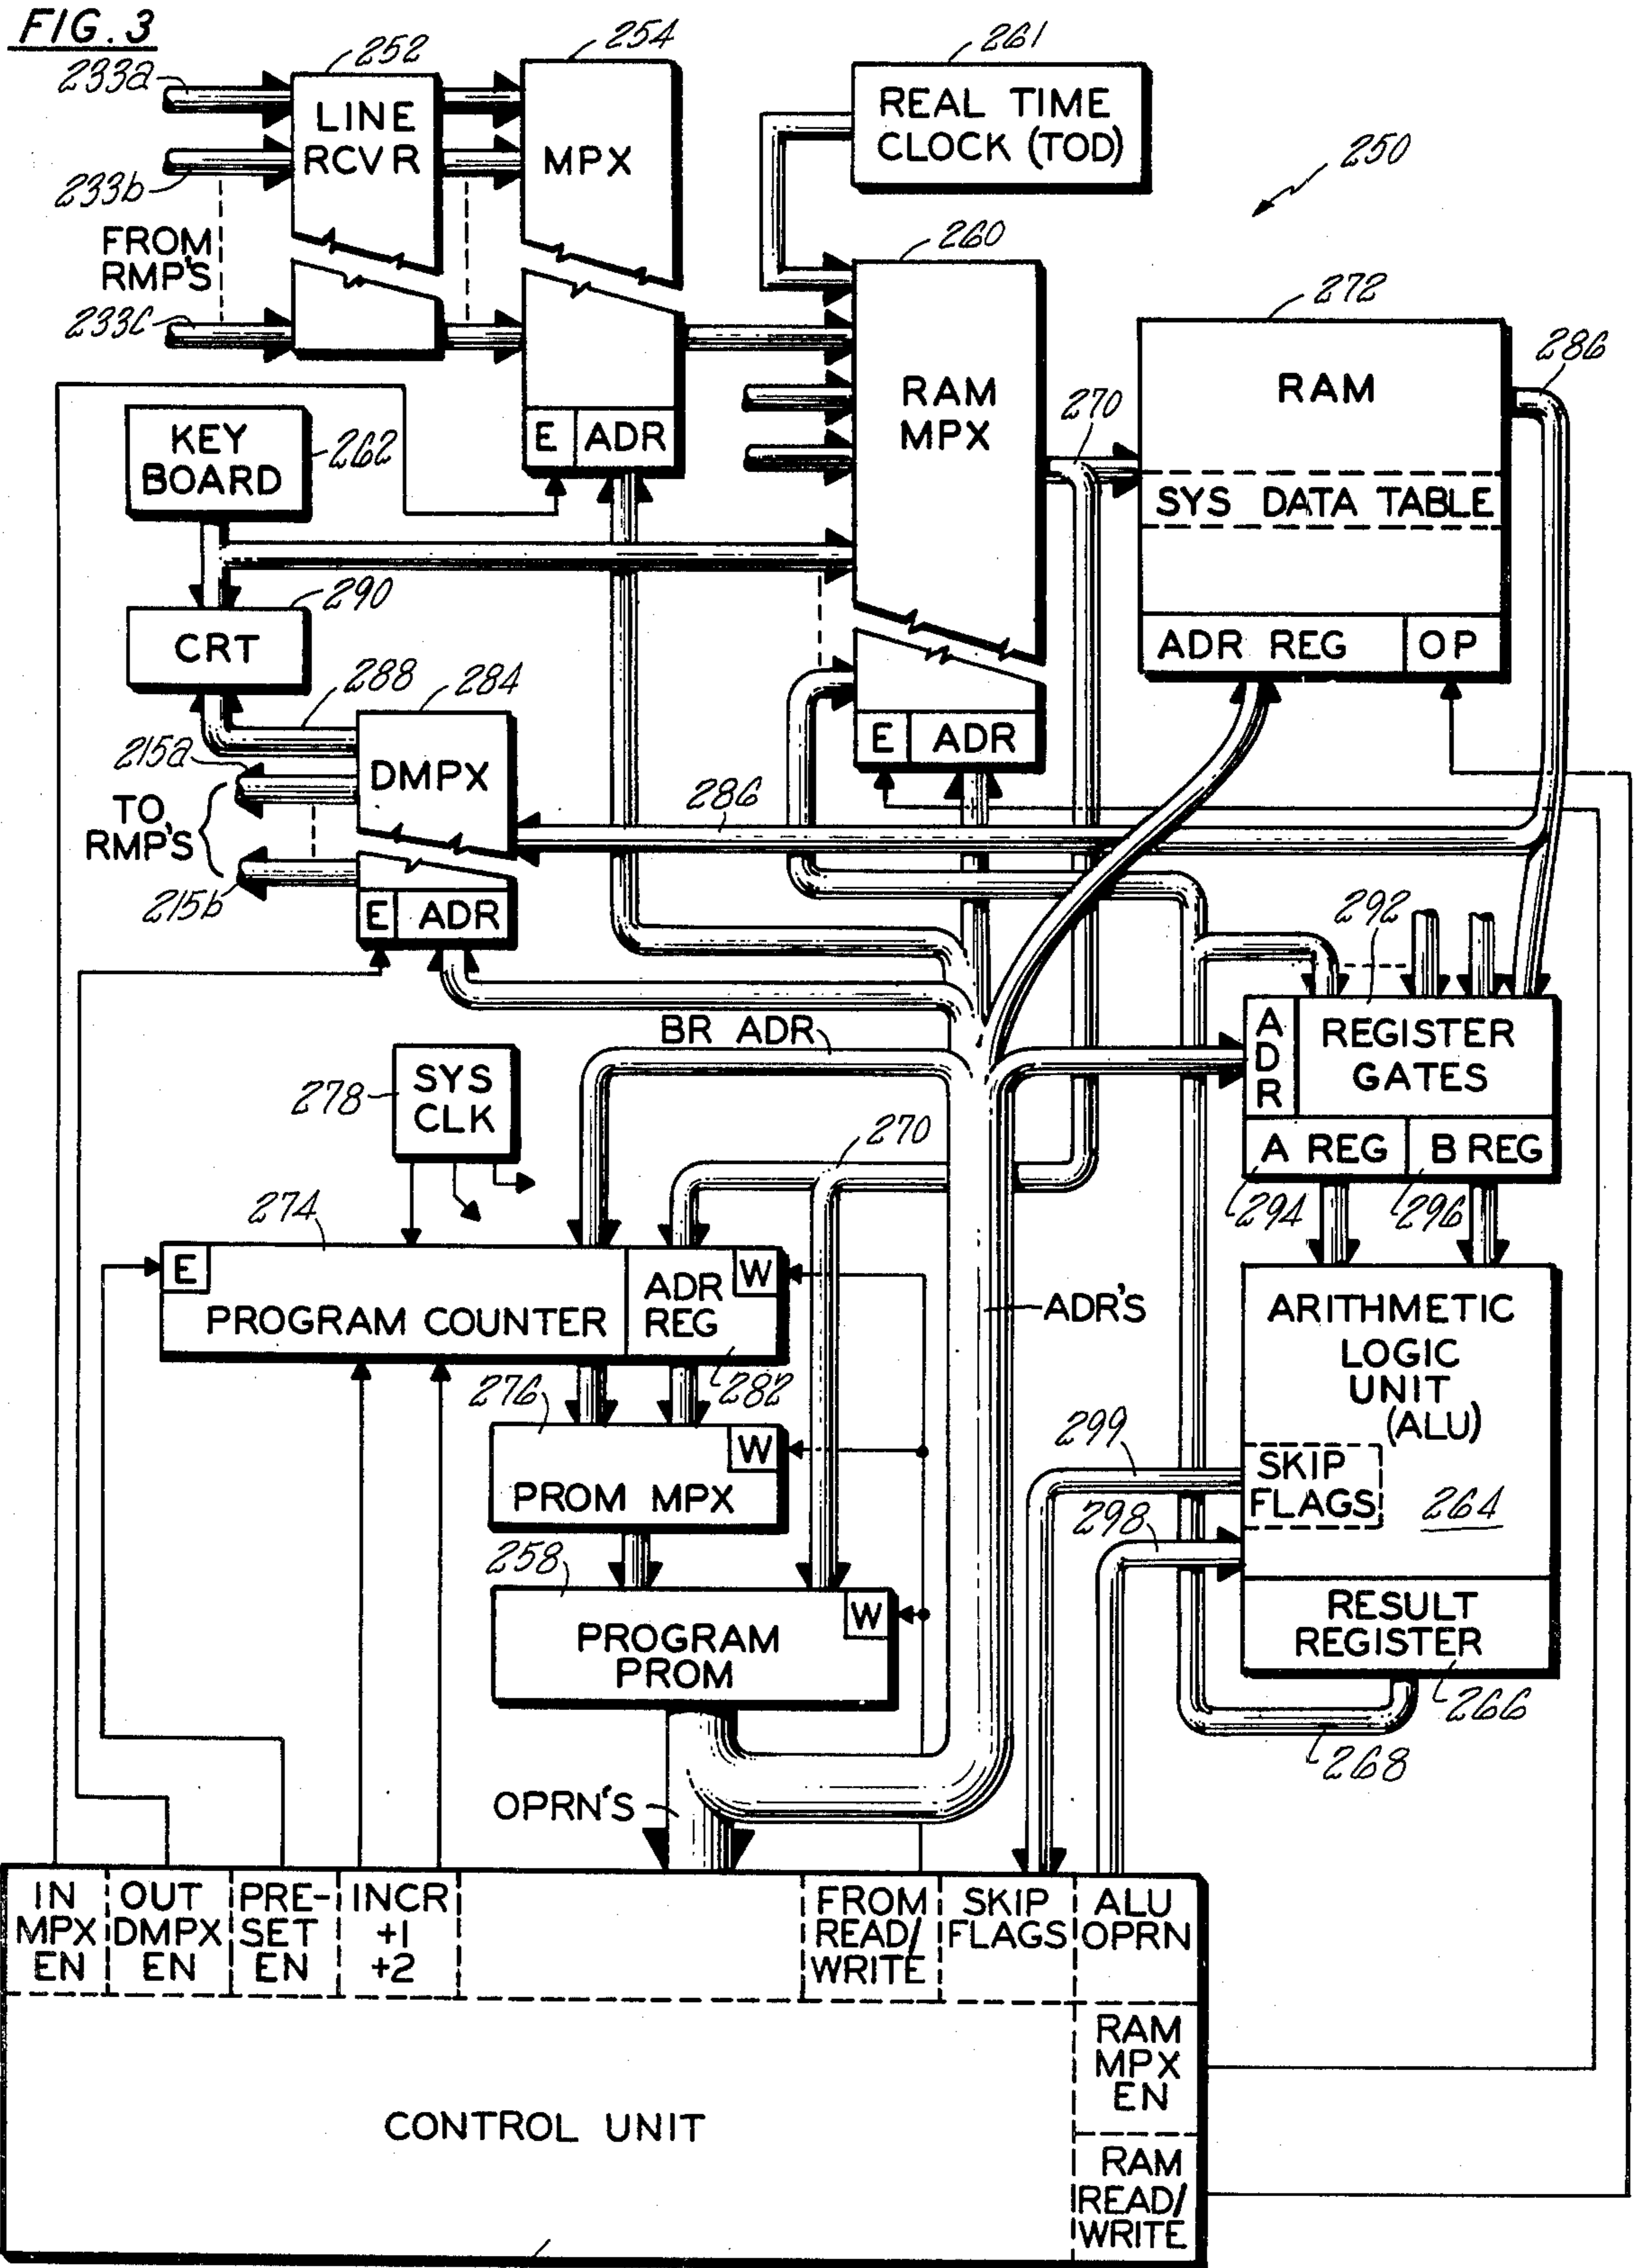 FIG. 3
233a
252
254
261
LINE
RCVR
MPX
REAL TIME
CLOCK (TOD)
250
233b
FROM
RMP'S
233c
260
272
286
RAM
MPX
270
RAM
SYS DATA TABLE
ADR REG
OP
E
ADR
KEY
BOARD
262
290
CRT
288
284
215a
DMPX
TO
RMP'S
215b
E
ADR
E
ADR
286
292
BR ADR
SYS
CLK
278
ADR
REGISTER
GATES
A REG
B REG
294
296
270
274
E
PROGRAM COUNTER
ADR
REG
W
282
ADR'S
276
PROM MPX
W
258
PROGRAM
PROM
W
ARITHMETIC
LOGIC
UNIT
(ALU)
299
SKIP
FLAGS
264
298
RESULT
REGISTER
266
268
OPRN'S
IN
MPX
EN
OUT
DMPX
EN
PRE-
SET
EN
INCR
+1
+2
FROM
READ/
WRITE
SKIP
FLAGS
ALU
OPRN
RAM
MPX
EN
CONTROL UNIT
RAM
READ/
WRITE